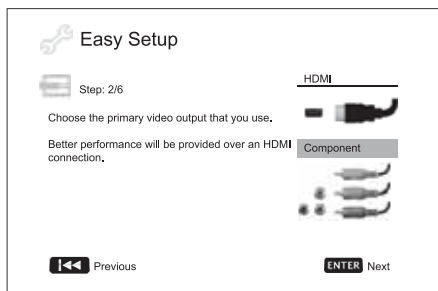 Easy Setup
Step: 2/6
Choose the primary video output that you use.
Better performance will be provided over an HDMI
connection.
HDMI
Component
Previous
ENTER Next